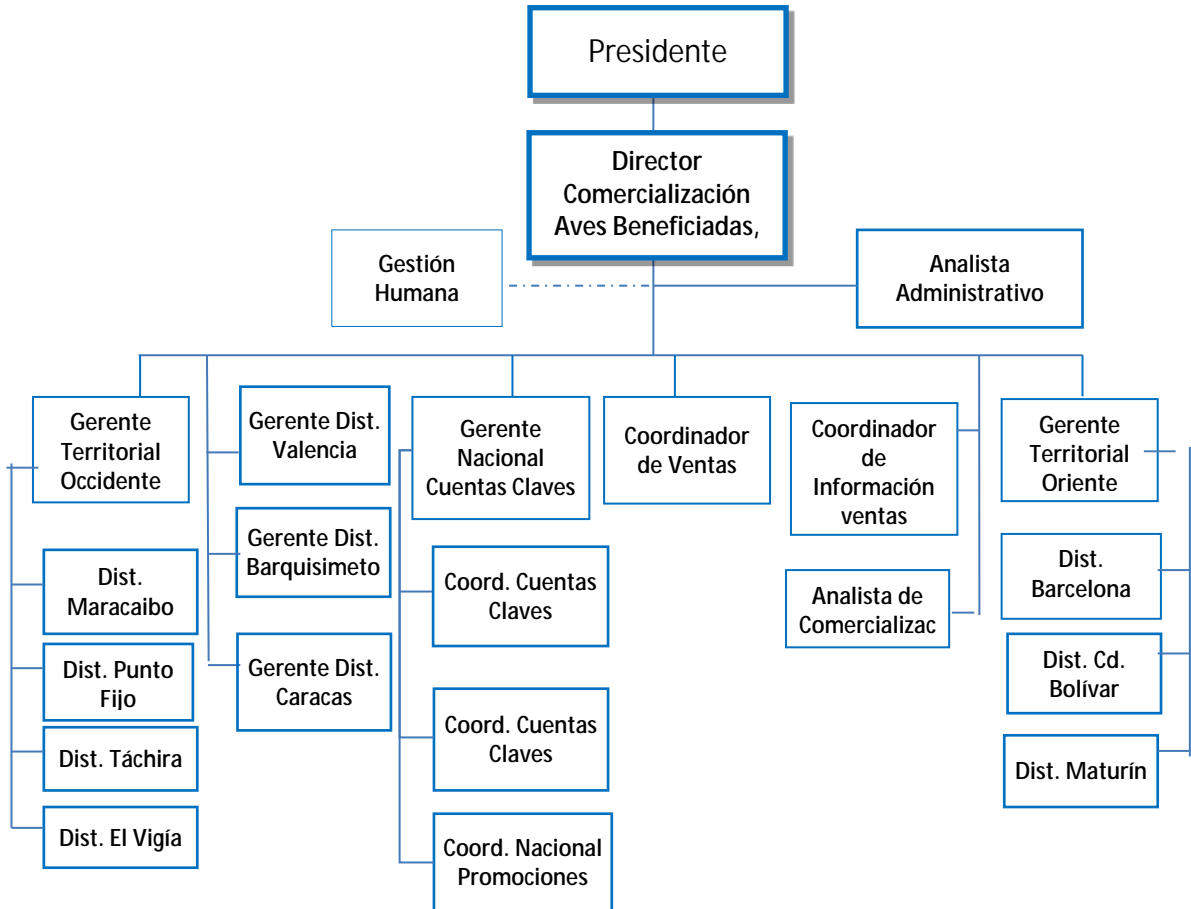 Presidente
Director
Comercialización
Aves Beneficiadas,
Gestión
Humana
Analista
Administrativo
Gerente
Territorial
Occidente
Dist.
Maracaibo
Dist. Punto
Fijo
Dist. Táchira
Dist. El Vigía
Gerente Dist.
Valencia
Gerente Dist.
Barquisimeto
Gerente Dist.
Caracas
Gerente
Nacional
Cuentas Claves
Coord. Cuentas
Claves
Coord. Cuentas
Claves
Coord. Nacional
Promociones
Coordinador
de Ventas
Coordinador
de
Información
ventas
Analista de
Comercializac
Gerente
Territorial
Oriente
Dist.
Barcelona
Dist. Cd.
Bolívar
Dist. Maturín